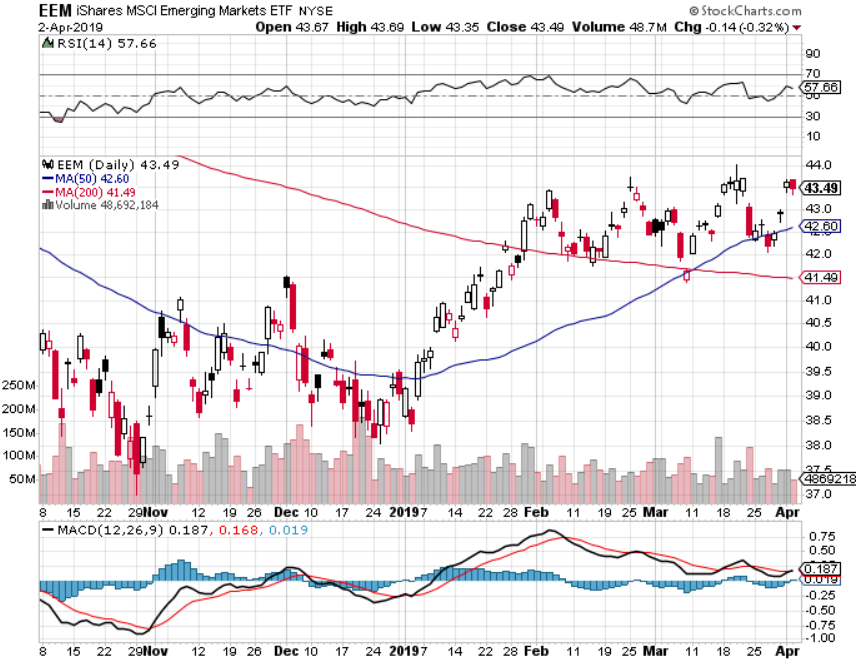 EEM iShares MSCI Emerging Markets ETF NYSE © StockCharts.com
2-Apr-2019 Open 43.67 High 43.69 Low 43.35 Close 43.49 Volume 48.7M Chg -0.14 (-0.32%)
RSI(14) 57.66
90
70
57.66
50
30
10
EEM (Daily) 43.49
MA(50) 42.60
MA(200) 41.49
Volume 48,692,184
44.0
43.49
43.0
42.60
42.0
41.49
41.0
40.5
40.0
39.5
39.0
38.5
38.0
37.5
37.0
250M
200M
150M
100M
50M
4869218
8 15 22 29 Nov 12 19 26 Dec 10 17 24 2019 7 14 22 28 Feb 11 19 25 Mar 11 18 25 Apr
MACD(12,26,9) 0.187, 0.168, 0.019
0.75
0.50
0.187
-0.25
-0.50
-0.75
-1.00
8 15 22 29 Nov 12 19 26 Dec 10 17 24 2019 7 14 22 28 Feb 11 19 25 Mar 11 18 25 Apr